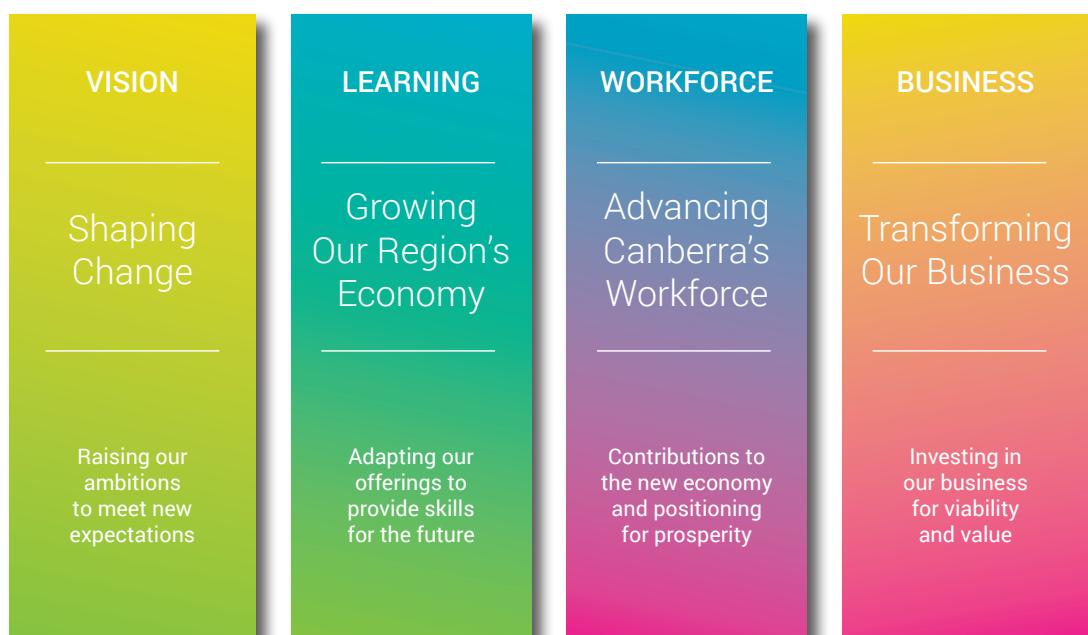 VISION
Shaping
Change
Raising our
ambitions
to meet new
expectations
LEARNING
Growing
Our Region's
Economy
Adapting our
offerings to
provide skills
for the future
WORKFORCE
Advancing
Canberra's
Workforce
Contributions to
the new economy
and positioning
for prosperity
BUSINESS
Transforming
Our Business
Investing in
our business
for viability
and value